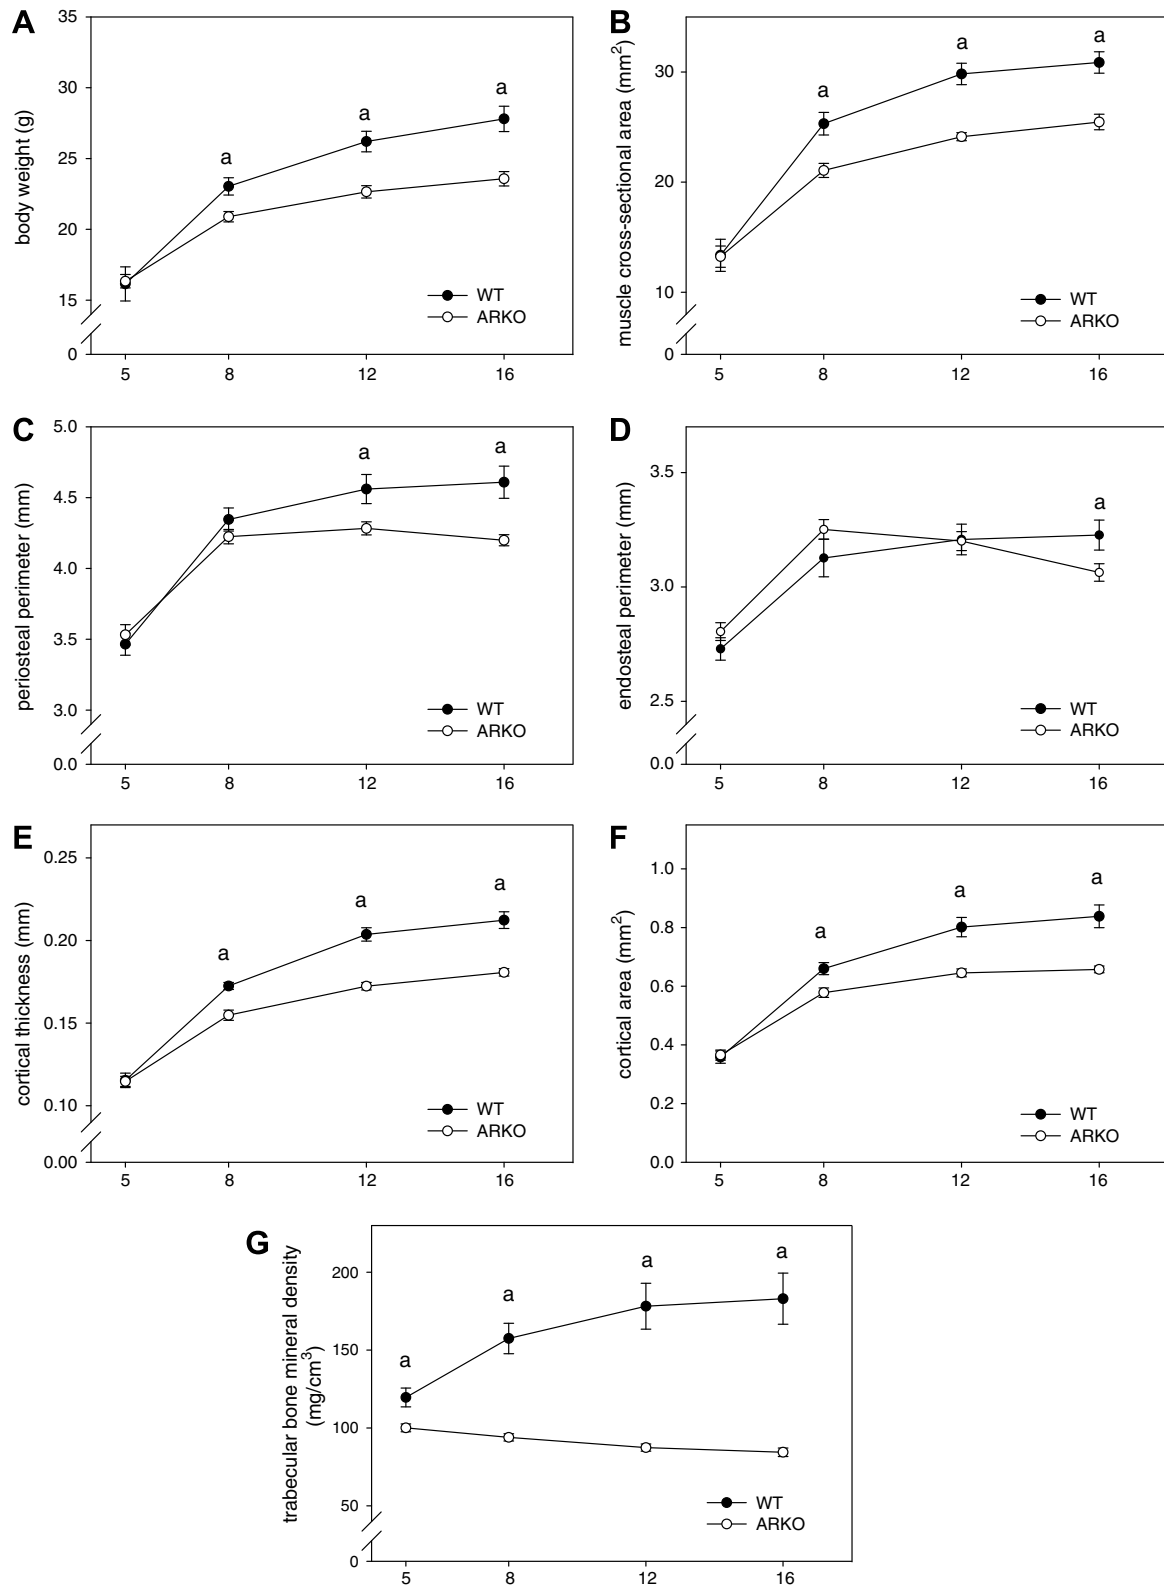 A
body weight (g)
35
30
25
20
15
0
a
a
a
WT
ARKO
5 8 12 16
B
muscle cross-sectional area (mm²)
30
20
10
0
a
a
a
WT
ARKO
5 8 12 16
C
periosteal perimeter (mm)
5.0
4.5
4.0
3.5
3.0
0.0
a
a
WT
ARKO
5 8 12 16
D
endosteal perimeter (mm)
3.5
3.0
2.5
0.0
a
WT
ARKO
5 8 12 16
E
cortical thickness (mm)
0.25
0.20
0.15
0.10
0.00
a
a
a
WT
ARKO
5 8 12 16
F
cortical area (mm²)
1.0
0.8
0.6
0.4
0.2
0.0
a
a
a
WT
ARKO
5 8 12 16
G
trabecular bone mineral density
(mg/cm³)
200
150
100
50
0
a
a
a
a
WT
ARKO
5 8 12 16